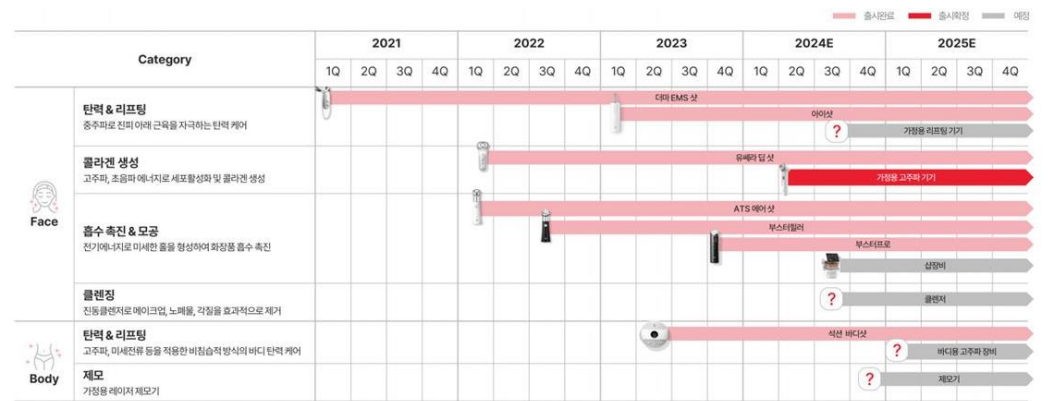 출시완료 출시확정 예정
Category 2021 2022 2023 2024E 2025E
1Q 2Q 3Q 4Q 1Q 2Q 3Q 4Q 1Q 2Q 3Q 4Q 1Q 2Q 3Q 4Q 1Q 2Q 3Q 4Q
Face
탄력 & 리프팅
중주파로 진피 아래 근육을 자극하는 탄력 케어
더마 EMS 샷
아이샷
? 가정용 리프팅 기기
콜라겐 생성
고주파, 초음파 에너지로 세포활성화 및 콜라겐 생성
유쎄라 딥 샷
가정용 고주파 기기
흡수 촉진 & 모공
전기에너지로 미세한 홀을 형성하여 화장품 흡수 촉진
ATS 에어 샷
부스터힐러
부스터프로
샵장비
클렌징
진동클렌저로 메이크업, 노폐물, 각질을 효과적으로 제거
? 클렌저
Body
탄력 & 리프팅
고주파, 미세전류 등을 적용한 비침습적 방식의 바디 탄력 케어
석션 바디샷
? 바디용 고주파 장비
제모
가정용 레이저 제모기
? 제모기